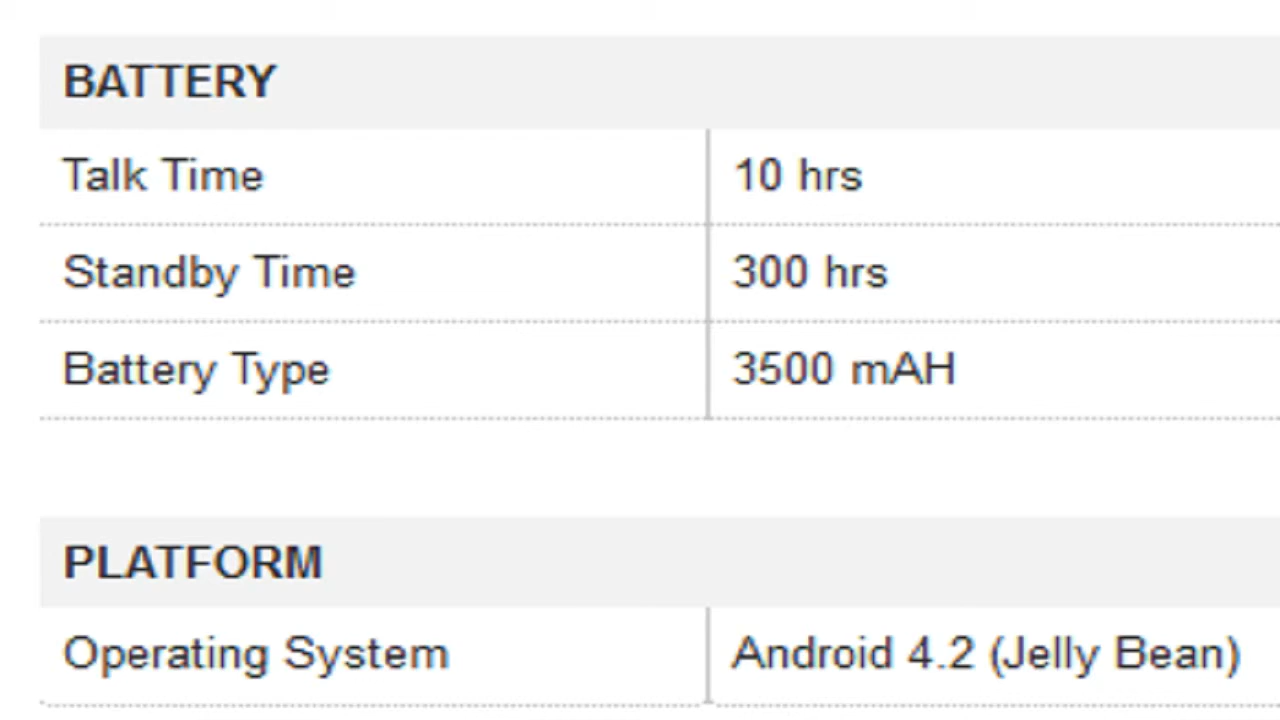 BATTERY
Talk Time 10 hrs
Standby Time 300 hrs
Battery Type 3500 mAH
PLATFORM
Operating System Android 4.2 (Jelly Bean)